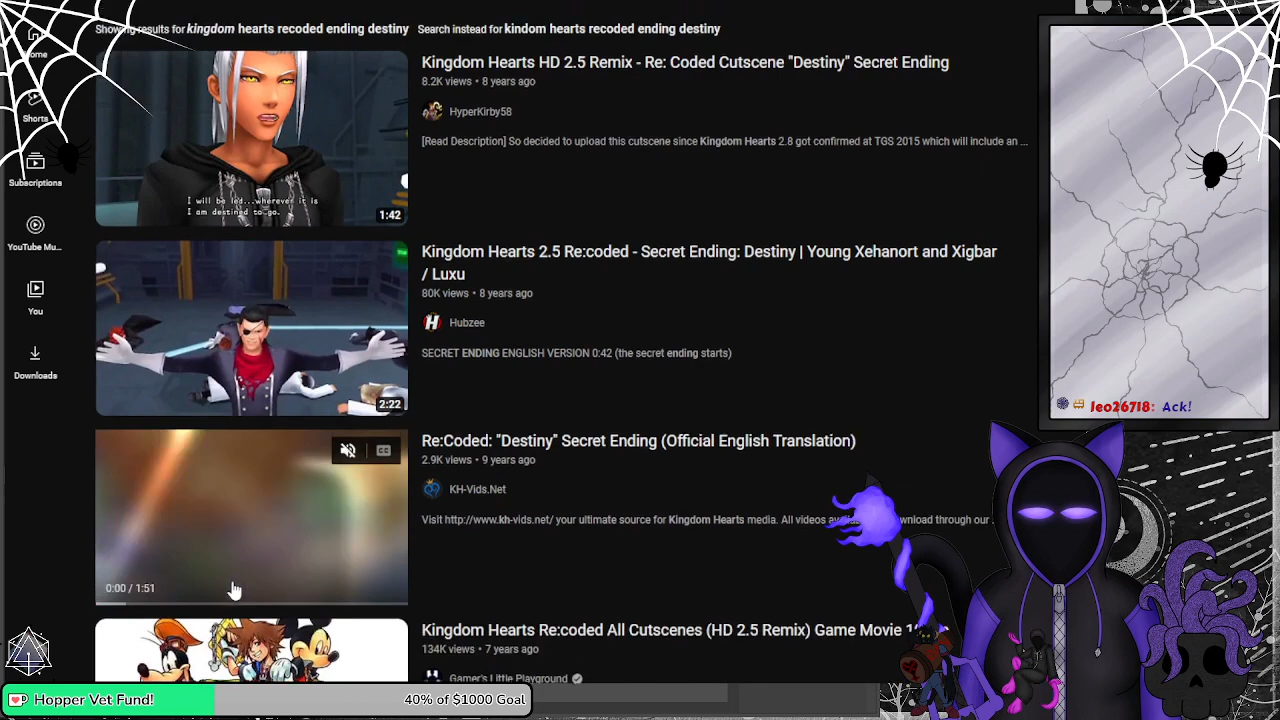 Showing results for kingdom hearts recoded ending destiny Search instead for kindom hearts recoded ending destiny
Kingdom Hearts HD 2.5 Remix - Re: Coded Cutscene "Destiny" Secret Ending
8.2K views • 8 years ago
Shorts
HyperKirby58
[Read Description] So decided to upload this cutscene since Kingdom Hearts 2.8 got confirmed at TGS 2015 which will include an ...
Subscriptions
I will be led...wherever it is
I am destined to go.
1:42
YouTube Mu...
Kingdom Hearts 2.5 Re:coded - Secret Ending: Destiny | Young Xehanort and Xigbar
/ Luxu
80K views • 8 years ago
You
H Hubzee
SECRET ENDING ENGLISH VERSION 0:42 (the secret ending starts)
Downloads
2:22
leo26718: Ack!
Re:Coded: "Destiny" Secret Ending (Official English Translation)
CC
2.9K views • 9 years ago
KH-Vids.Net
Visit http://www.kh-vids.net/ your ultimate source for Kingdom Hearts media. All videos
0:00 / 1:51
Kingdom Hearts Re:coded All Cutscenes (HD 2.5 Remix) Game Movie
134K views • 7 years ago
Gamer's Little Playground
Hopper Vet Fund! 40% of $1000 Goal